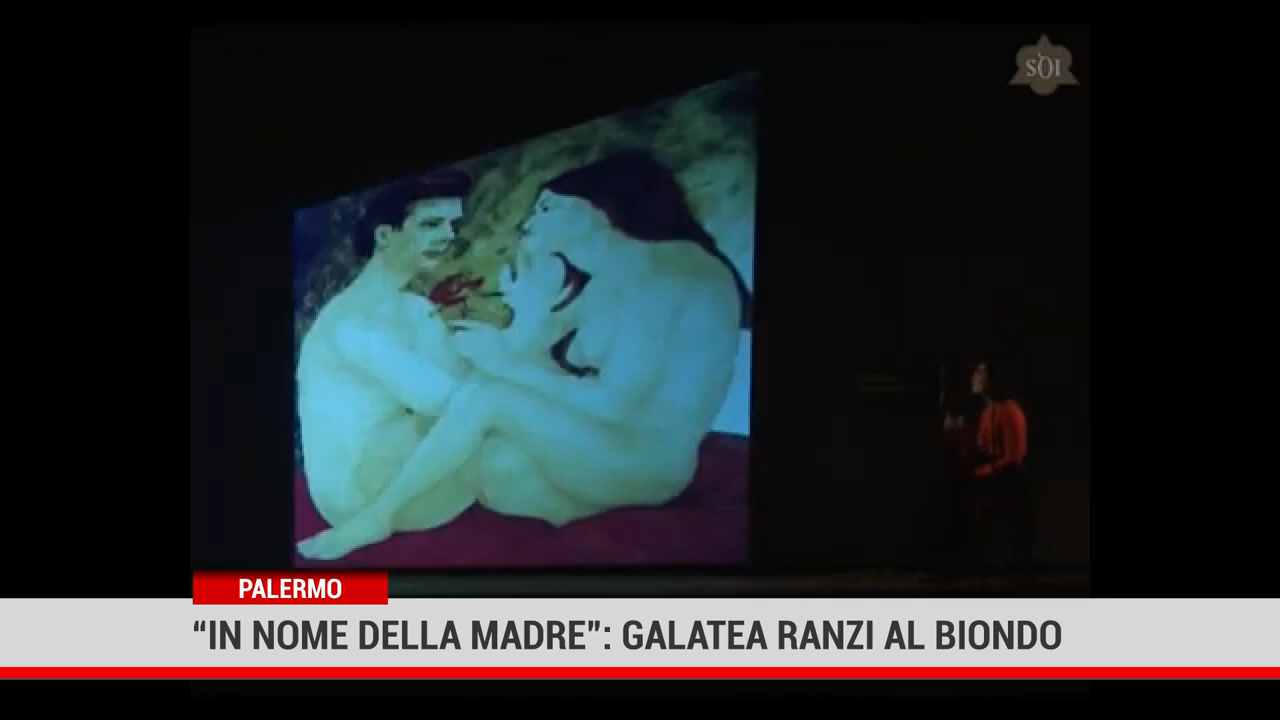 SOI
PALERMO
“IN NOME DELLA MADRE”: GALATEA RANZI AL BIONDO